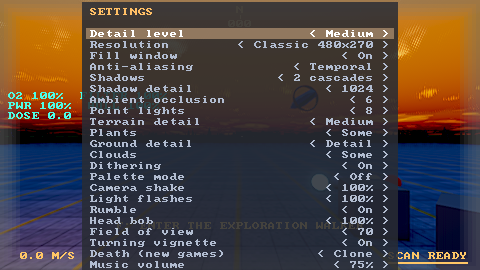 SETTINGS
Detail level < Medium >
Resolution < Classic 480x270 >
Fill window < On >
Anti-aliasing < Temporal >
Shadows < 2 cascades >
Shadow detail < 1024 >
Ambient occlusion < 6 >
Point lights < 8 >
Terrain detail < Medium >
Plants < Some >
Ground detail < Detail >
Clouds < Some >
Dithering < On >
Palette mode < Off >
Camera shake < 100% >
Light flashes < 100% >
Rumble < On >
Head bob < 100% >
Field of view < 70 >
Turning vignette < On >
Death (new games) < Clone >
Music volume < 75% >
O2 100%
PWR 100%
DOSE 0.0
THE EXPLORATION
0.0 M/S
CAN READY